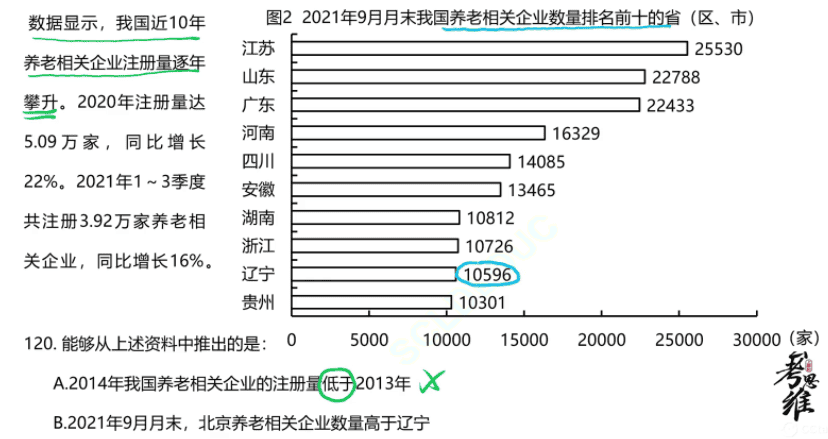 数据显示，我国近10年
养老相关企业注册量逐年
攀升。2020年注册量达
5.09万家，同比增长
22%。2021年1～3季度
共注册3.92万家养老相
关企业，同比增长16%。
图2 2021年9月月末我国养老相关企业数量排名前十的省（区、市）
江苏 25530
山东 22788
广东 22433
河南 16329
四川 14085
安徽 13465
湖南 10812
浙江 10726
辽宁 10596
贵州 10301
0 5000 10000 15000 20000 25000 30000（家）
120. 能够从上述资料中推出的是：
A.2014年我国养老相关企业的注册量低于2013年
B.2021年9月月末，北京养老相关企业数量高于辽宁
考思维